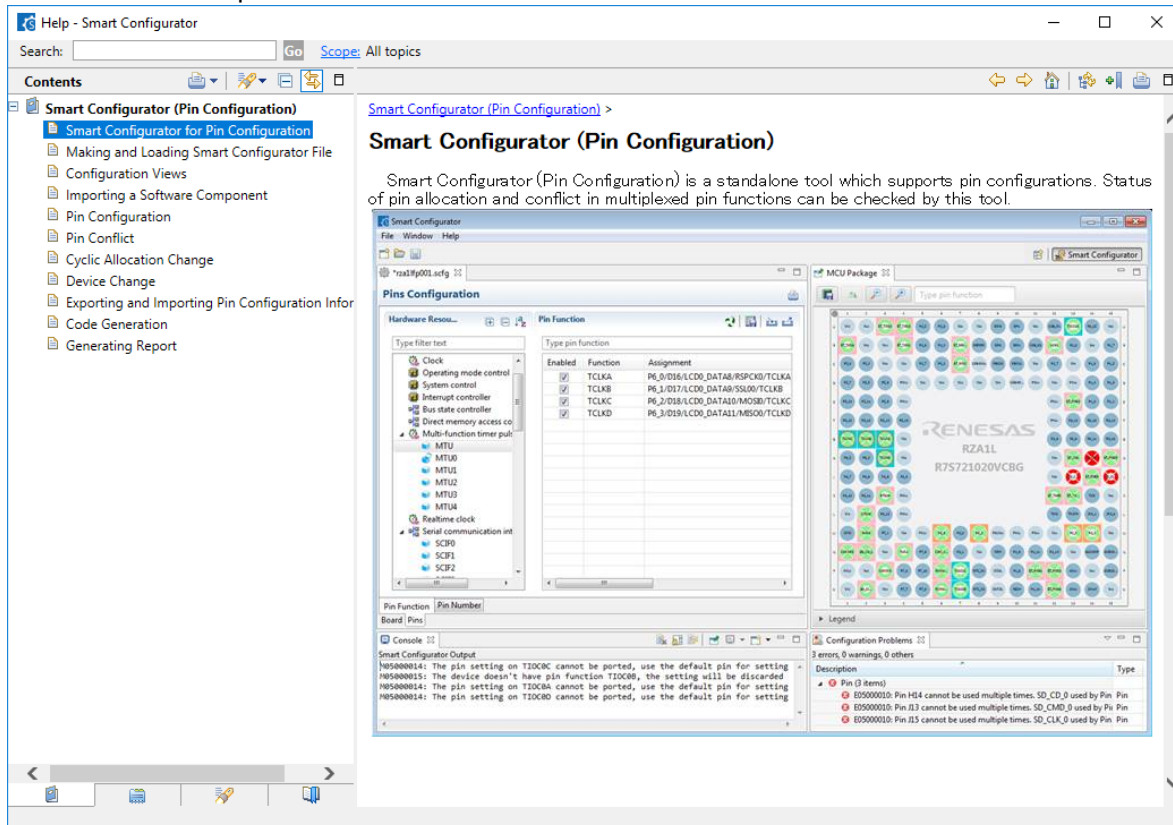 Help - Smart Configurator
Search:
Go
Scope: All topics
Contents
Smart Configurator (Pin Configuration)
Smart Configurator for Pin Configuration
Making and Loading Smart Configurator File
Configuration Views
Importing a Software Component
Pin Configuration
Pin Conflict
Cyclic Allocation Change
Device Change
Exporting and Importing Pin Configuration Infor
Code Generation
Generating Report
Smart Configurator (Pin Configuration) >
Smart Configurator (Pin Configuration)
Smart Configurator (Pin Configuration) is a standalone tool which supports pin configurations. Status
of pin allocation and conflict in multiplexed pin functions can be checked by this tool.
Smart Configurator
File Window Help
Smart Configurator
*rza1lfp001.scfg
MCU Package
Pins Configuration
Type pin function
Hardware Resou...
Pin Function
Type filter text
Type pin function
Enabled Function Assignment
Clock
Operating mode control
System control
Interrupt controller
Bus state controller
Direct memory access co
Multi-function timer puls
MTU
MTU0
MTU1
MTU2
MTU3
MTU4
Realtime clock
Serial communication int
SCIF0
SCIF1
SCIF2
TCLKA P6_0/D16/LCD0_DATA8/RSPCK0/TCLKA
TCLKB P6_1/D17/LCD0_DATA9/SSL00/TCLKB
TCLKC P6_2/D18/LCD0_DATA10/MOSI0/TCLKC
TCLKD P6_3/D19/LCD0_DATA11/MISO0/TCLKD
RENESAS
RZA1L
R7S721020VCBG
Pin Function Pin Number
Board Pins
Legend
Console
Smart Configurator Output
M05000014: The pin setting on TIOC0C cannot be ported, use the default pin for setting
M05000015: The device doesn't have pin function TIOC0B, the setting will be discarded
M05000014: The pin setting on TIOC0A cannot be ported, use the default pin for setting
M05000014: The pin setting on TIOC0D cannot be ported, use the default pin for setting
Configuration Problems
3 errors, 0 warnings, 0 others
Description Type
Pin (3 items)
E05000010: Pin H14 cannot be used multiple times. SD_CD_0 used by Pin Pin
E05000010: Pin J13 cannot be used multiple times. SD_CMD_0 used by Pi Pin
E05000010: Pin J15 cannot be used multiple times. SD_CLK_0 used by Pin Pin